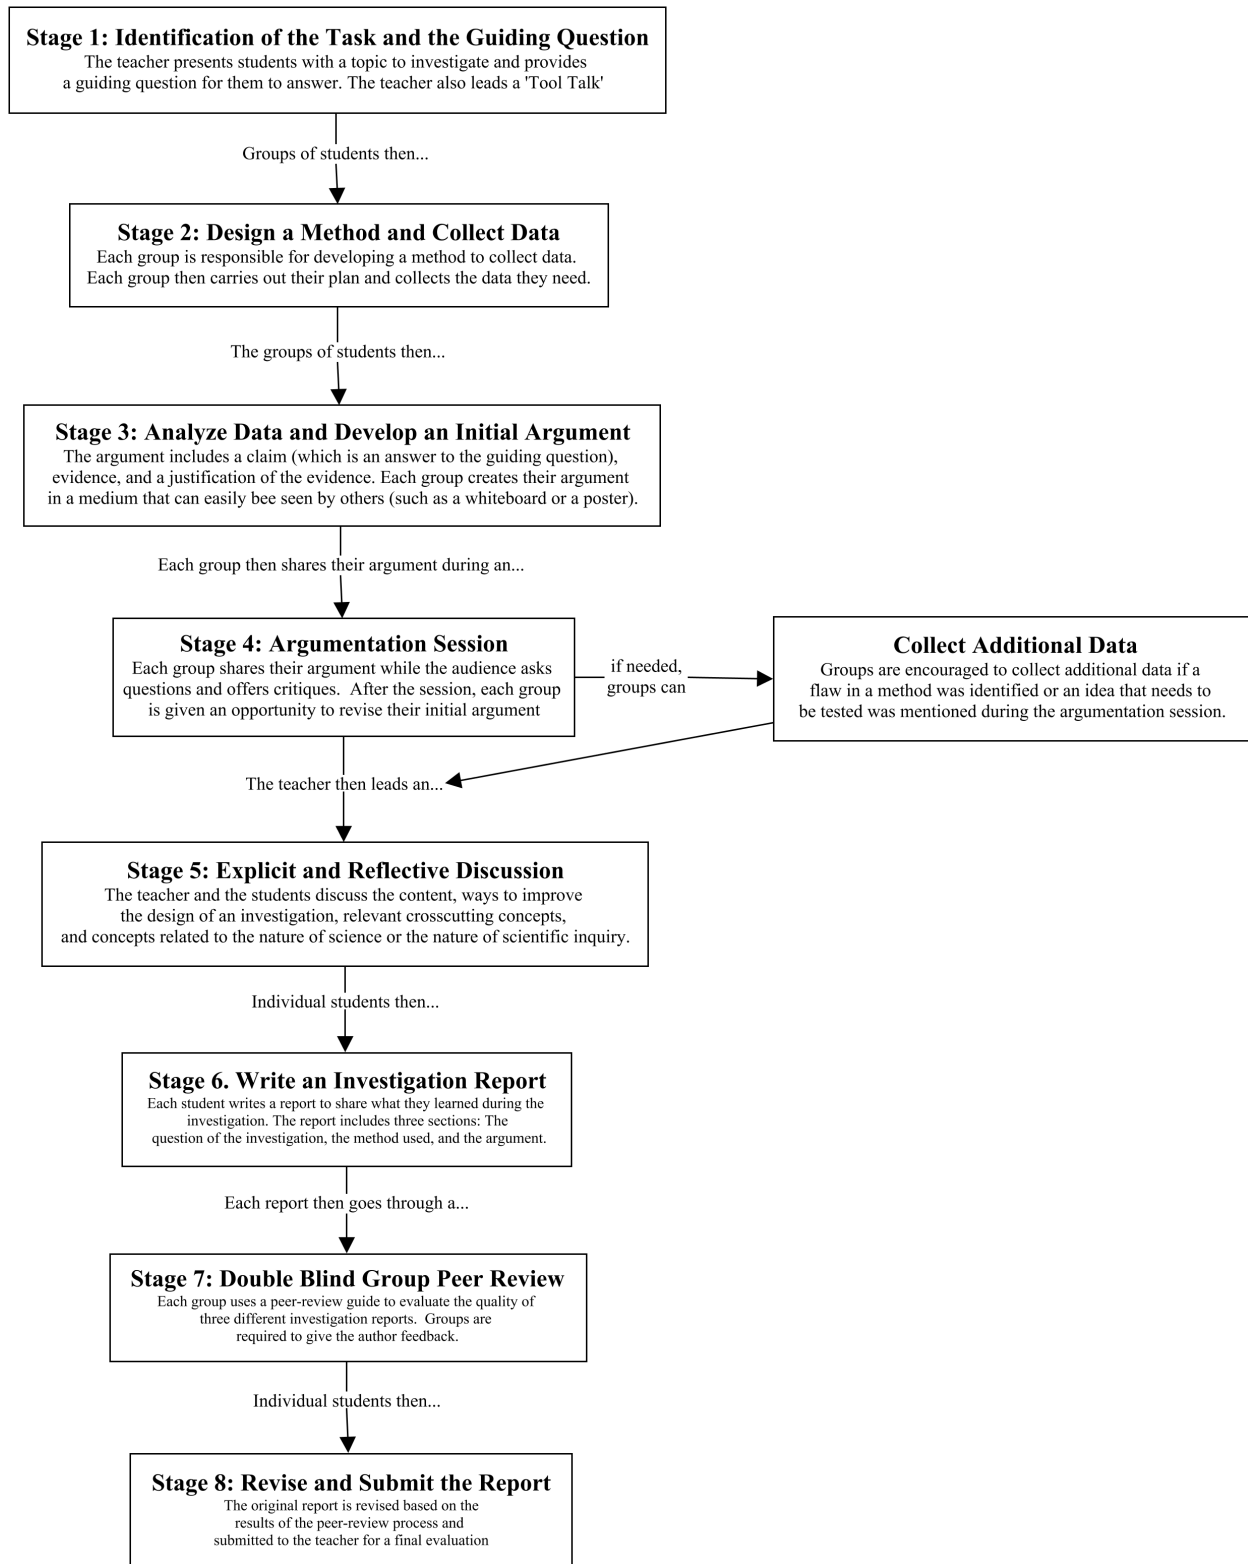 Stage 1: Identification of the Task and the Guiding Question
The teacher presents students with a topic to investigate and provides
a guiding question for them to answer. The teacher also leads a 'Tool Talk'
Groups of students then...
Stage 2: Design a Method and Collect Data
Each group is responsible for developing a method to collect data.
Each group then carries out their plan and collects the data they need.
The groups of students then...
Stage 3: Analyze Data and Develop an Initial Argument
The argument includes a claim (which is an answer to the guiding question),
evidence, and a justification of the evidence. Each group creates their argument
in a medium that can easily bee seen by others (such as a whiteboard or a poster).
Each group then shares their argument during an...
Stage 4: Argumentation Session
Each group shares their argument while the audience asks
questions and offers critiques.  After the session, each group
is given an opportunity to revise their initial argument
if needed,
groups can
Collect Additional Data
Groups are encouraged to collect additional data if a
flaw in a method was identified or an idea that needs to
be tested was mentioned during the argumentation session.
The teacher then leads an...
Stage 5: Explicit and Reflective Discussion
The teacher and the students discuss the content, ways to improve
the design of an investigation, relevant crosscutting concepts,
and concepts related to the nature of science or the nature of scientific inquiry.
Individual students then...
Stage 6. Write an Investigation Report
Each student writes a report to share what they learned during the
investigation. The report includes three sections: The
question of the investigation, the method used, and the argument.
Each report then goes through a...
Stage 7: Double Blind Group Peer Review
Each group uses a peer-review guide to evaluate the quality of
three different investigation reports.  Groups are
required to give the author feedback.
Individual students then...
Stage 8: Revise and Submit the Report
The original report is revised based on the
results of the peer-review process and
submitted to the teacher for a final evaluation